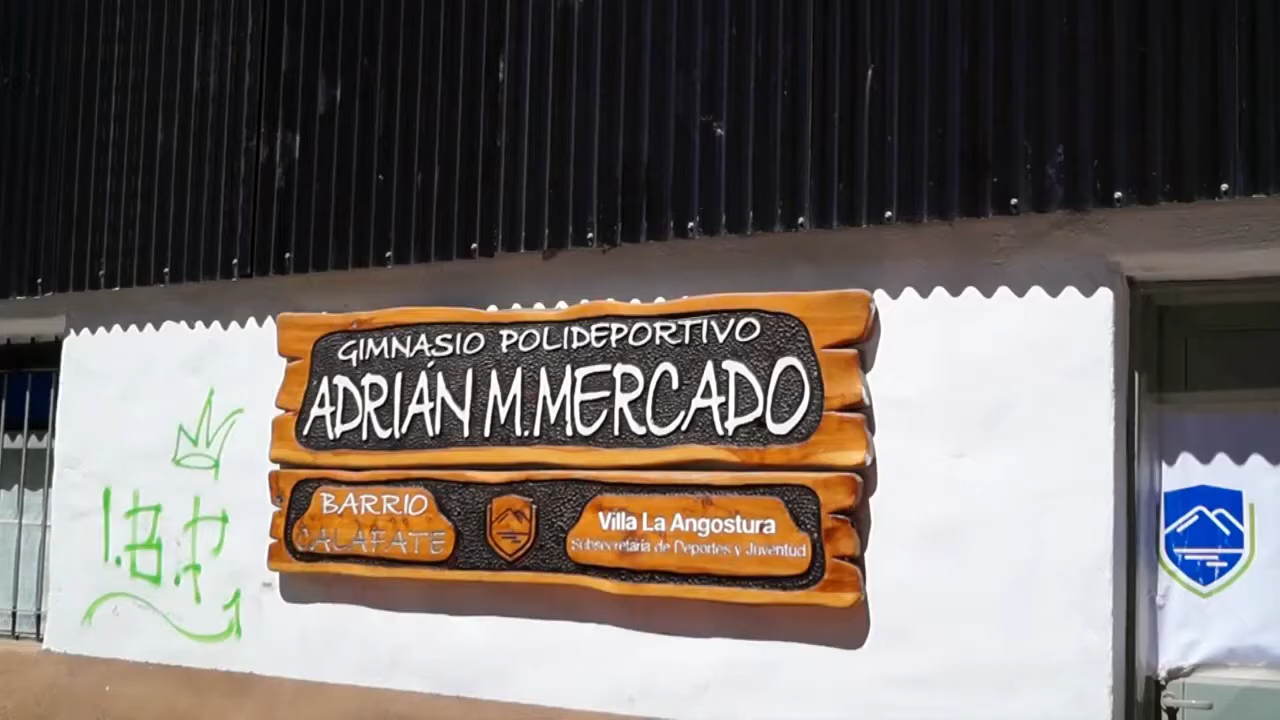 GIMNASIO POLIDEPORTIVO
ADRIÁN M. MERCADO
BARRIO
CALAFATE
Villa La Angostura
Subsecretaría de Deportes y Juventud